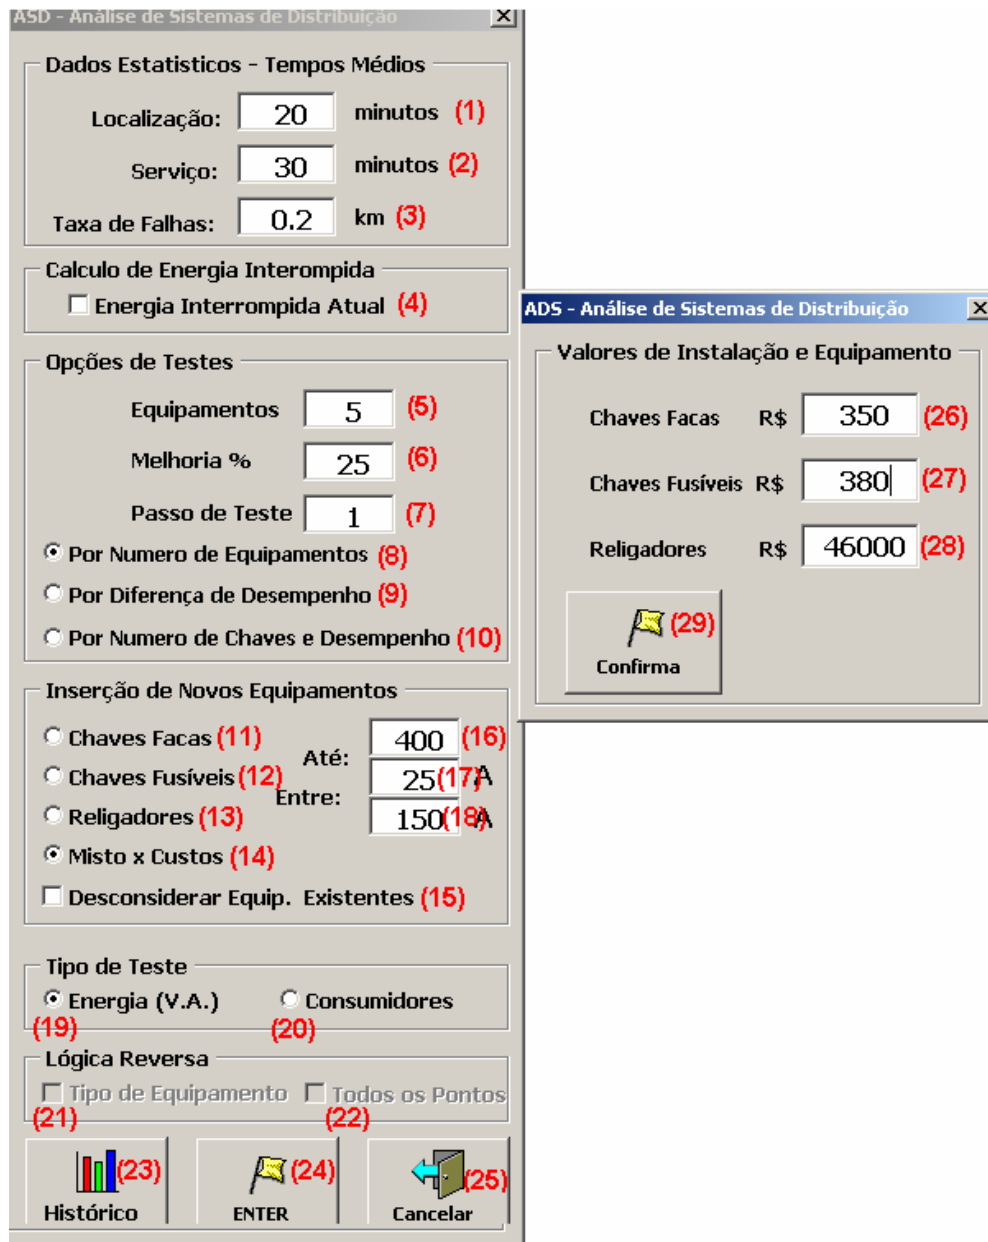 ASD - Análise de Sistemas de Distribuição
Dados Estatisticos - Tempos Médios
Localização: 20 minutos (1)
Serviço: 30 minutos (2)
Taxa de Falhas: 0.2 km (3)
Calculo de Energia Interompida
Energia Interrompida Atual (4)
Opções de Testes
Equipamentos 5 (5)
Melhoria % 25 (6)
Passo de Teste 1 (7)
Por Numero de Equipamentos (8)
Por Diferença de Desempenho (9)
Por Numero de Chaves e Desempenho (10)
Inserção de Novos Equipamentos
Chaves Facas (11) Até: 400 (16)
Chaves Fusíveis (12) Entre: 25 (17) A
Religadores (13) 150 (18) A
Misto x Custos (14)
Desconsiderar Equip. Existentes (15)
Tipo de Teste
Energia (V.A.) Consumidores
(19) (20)
Lógica Reversa
Tipo de Equipamento Todos os Pontos
(21) (22)
(23) (24) (25)
Histórico ENTER Cancelar
ADS - Análise de Sistemas de Distribuição
Valores de Instalação e Equipamento
Chaves Facas R$ 350 (26)
Chaves Fusíveis R$ 380 (27)
Religadores R$ 46000 (28)
(29)
Confirma